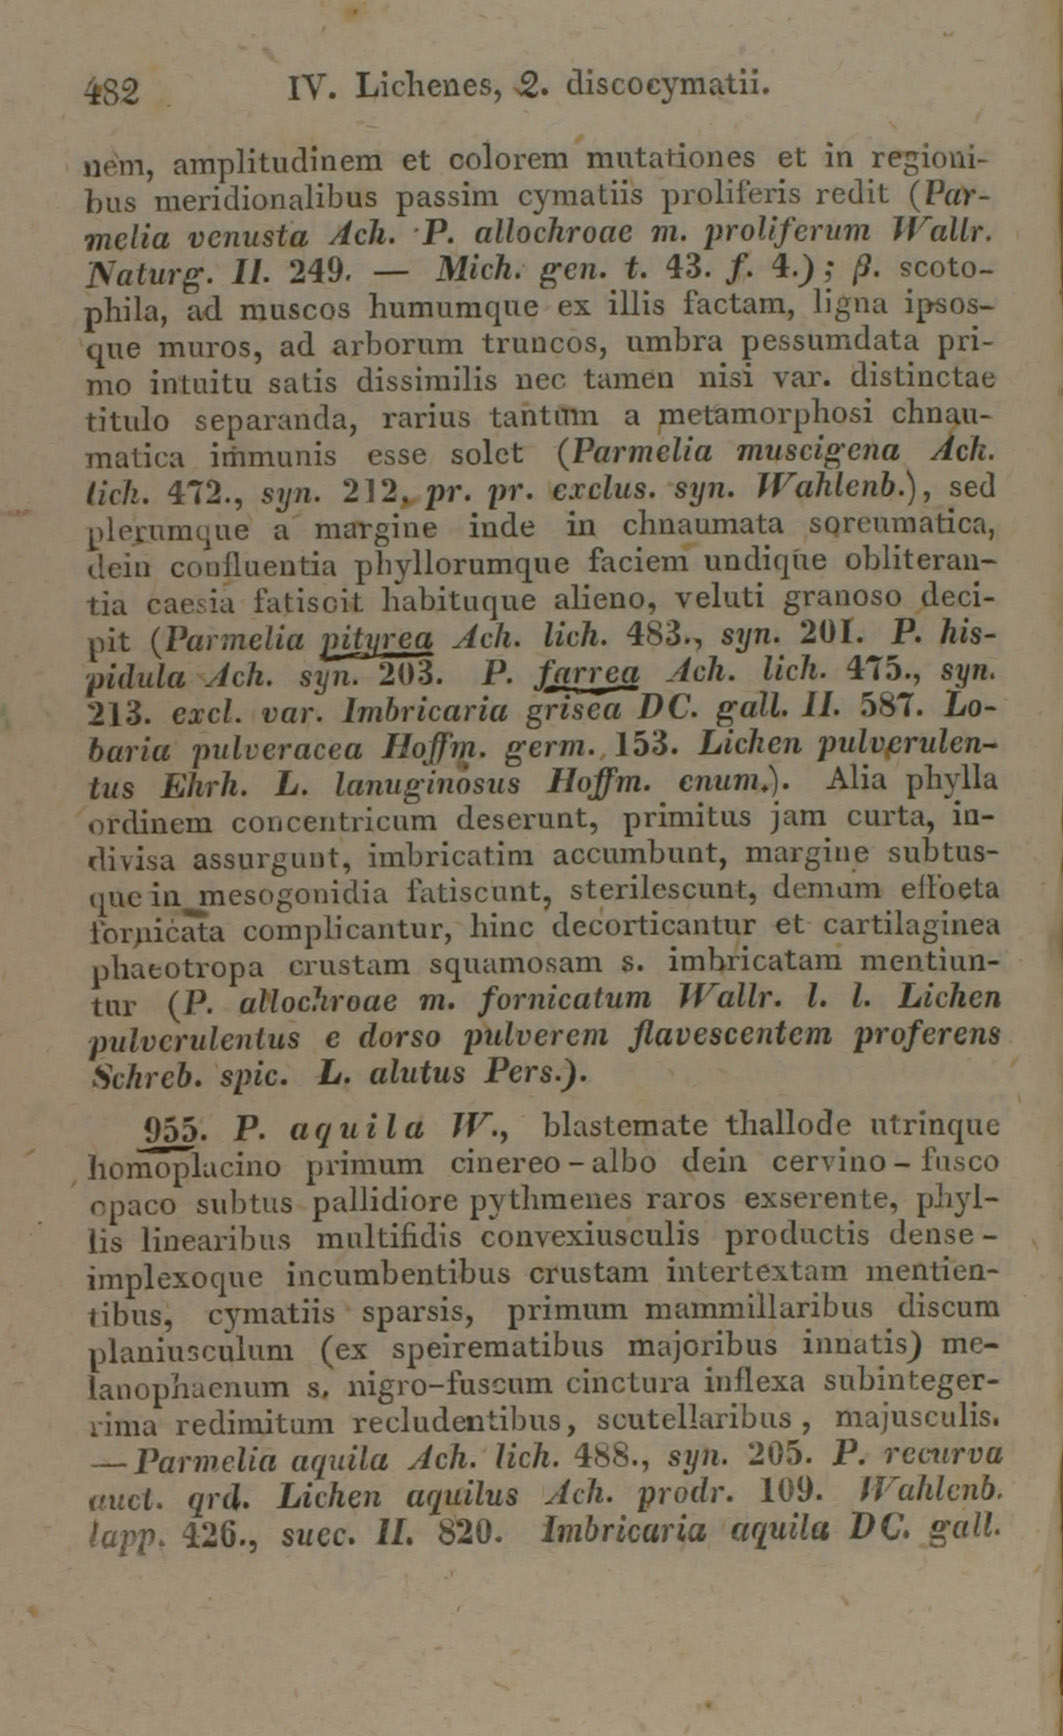 482 IV. Lichenes, 2. discocymatii.
nem, amplitudinem et colorem mutationes et in regioni-
bus meridionalibus passim cymatiis proliferis redit (Par-
melia venusta Ach. P. allochroae m. proliferum Wallr.
Naturg. II. 249. — Mich. gen. t. 43. f. 4.); β. scoto-
phila, ad muscos humumque ex illis factam, ligna ipsos-
que muros, ad arborum truncos, umbra pessumdata pri-
mo intuitu satis dissimilis nec tamen nisi var. distinctae
titulo separanda, rarius tantum a metamorphosi chnau-
matica immunis esse solet (Parmelia muscigena Ach.
lich. 472., syn. 212. pr. pr. exclus. syn. Wahlenb.), sed
plerumque a margine inde in chnaumata soreumatica,
dein confluentia phyllorumque faciem undique obliteran-
tia caesia fatiscit habituque alieno, veluti granoso deci-
pit (Parmelia pityrea Ach. lich. 483., syn. 201. P. his-
pidula Ach. syn. 203. P. farrea Ach. lich. 475., syn.
213. excl. var. Imbricaria grisea DC. gall. II. 587. Lo-
baria pulveracea Hoffm. germ. 153. Lichen pulverulen-
tus Ehrh. L. lanuginosus Hoffm. enum.). Alia phylla
ordinem concentricum deserunt, primitus jam curta, in-
divisa assurgunt, imbricatim accumbunt, margine subtus-
que in mesogonidia fatiscunt, sterilescunt, demum effoeta
fornicata complicantur, hinc decorticantur et cartilaginea
phaeotropa crustam squamosam s. imbricatam mentiun-
tur (P. allochroae m. fornicatum Wallr. l. l. Lichen
pulverulentus e dorso pulverem flavescentem proferens
Schreb. spic. L. alutus Pers.).
955. P. aquila W., blastemate thallode utrinque
homoplacino primum cinereo-albo dein cervino-fusco
opaco subtus pallidiore pythmenes raros exserente, phyl-
lis linearibus multifidis convexiusculis productis dense-
implexoque incumbentibus crustam intertextam mentien-
tibus, cymatiis sparsis, primum mammillaribus discum
planiusculum (ex speirematibus majoribus innatis) me-
lanophaenum s. nigro-fuscum cinctura inflexa subinteger-
rima redimitum recludentibus, scutellaribus, majusculis.
— Parmelia aquila Ach. lich. 488., syn. 205. P. recurva
auct. qrd. Lichen aquilus Ach. prodr. 109. Wahlenb.
lapp. 426., suec. II. 820. Imbricaria aquila DC. gall.